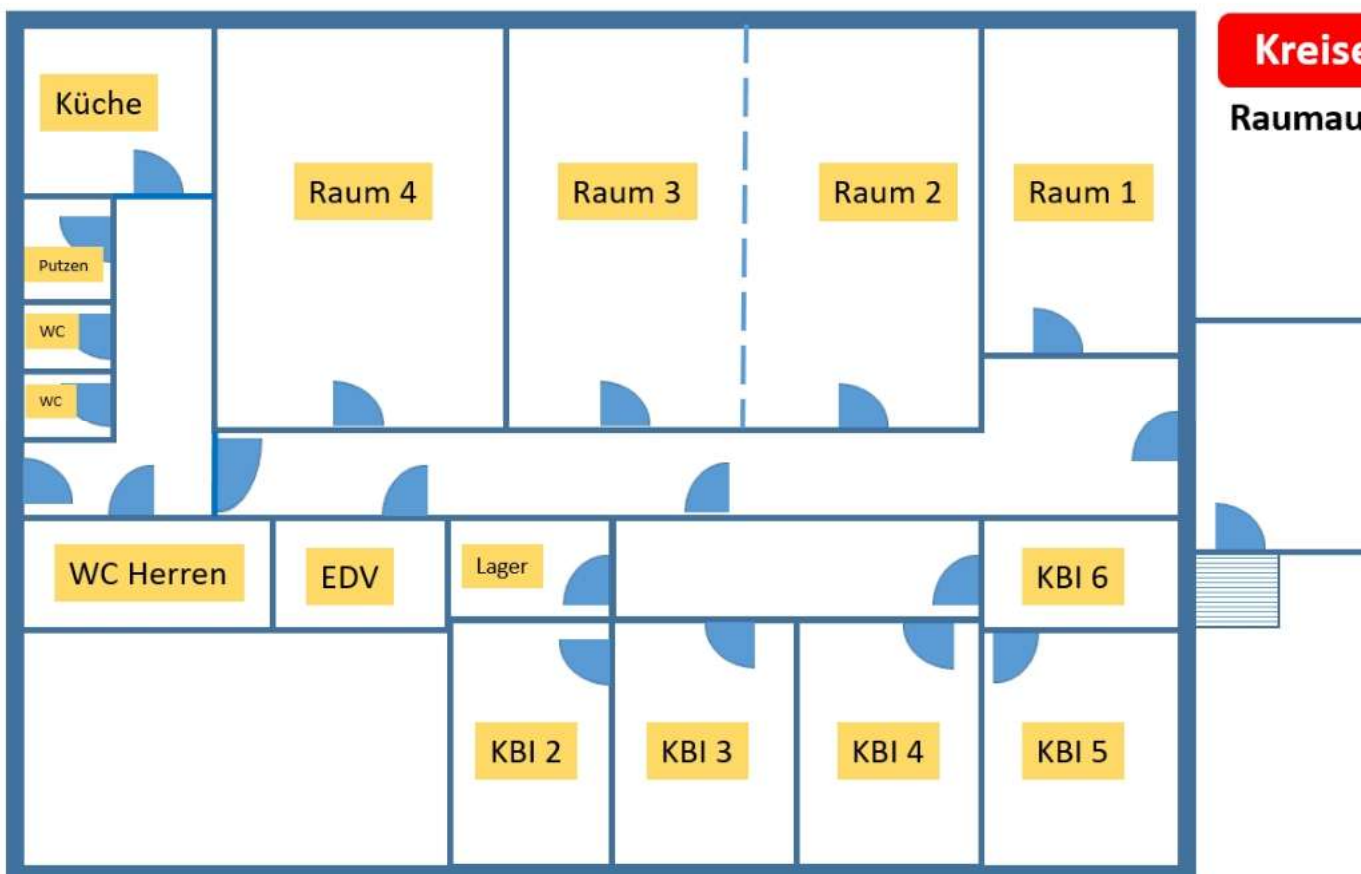 Kreise
Raumau
Küche
Raum 4
Raum 3
Raum 2
Raum 1
Putzen
WC
WC
WC Herren
EDV
Lager
KBI 6
KBI 2
KBI 3
KBI 4
KBI 5